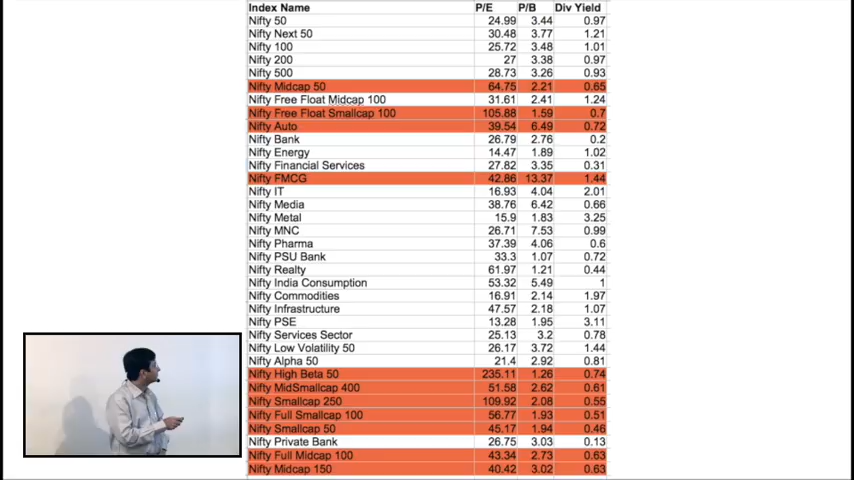 Index Name P/E P/B Div Yield
Nifty 50 24.99 3.44 0.97
Nifty Next 50 30.48 3.77 1.21
Nifty 100 25.72 3.48 1.01
Nifty 200 27 3.38 0.97
Nifty 500 28.73 3.26 0.93
Nifty Midcap 50 64.75 2.21 0.65
Nifty Free Float Midcap 100 31.61 2.41 1.24
Nifty Free Float Smallcap 100 105.88 1.59 0.7
Nifty Auto 39.54 6.49 0.72
Nifty Bank 26.79 2.76 0.2
Nifty Energy 14.47 1.89 1.02
Nifty Financial Services 27.82 3.35 0.31
Nifty FMCG 42.86 13.37 1.44
Nifty IT 16.93 4.04 2.01
Nifty Media 38.76 6.42 0.66
Nifty Metal 15.9 1.83 3.25
Nifty MNC 26.71 7.53 0.99
Nifty Pharma 37.39 4.06 0.6
Nifty PSU Bank 33.3 1.07 0.72
Nifty Realty 61.97 1.21 0.44
Nifty India Consumption 53.32 5.49 1
Nifty Commodities 16.91 2.14 1.97
Nifty Infrastructure 47.57 2.18 1.07
Nifty PSE 13.28 1.95 3.11
Nifty Services Sector 25.13 3.2 0.78
Nifty Low Volatility 50 26.17 3.72 1.44
Nifty Alpha 50 21.4 2.92 0.81
Nifty High Beta 50 235.11 1.26 0.74
Nifty MidSmallcap 400 51.58 2.62 0.61
Nifty Smallcap 250 109.92 2.08 0.55
Nifty Full Smallcap 100 56.77 1.93 0.51
Nifty Smallcap 50 45.17 1.94 0.46
Nifty Private Bank 26.75 3.03 0.13
Nifty Full Midcap 100 43.34 2.73 0.63
Nifty Midcap 150 40.42 3.02 0.63